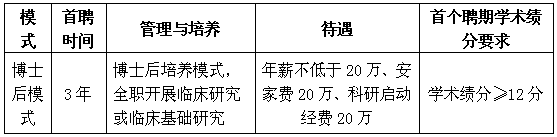 模式
首聘时间
管理与培养
待遇
首个聘期学术绩分要求
博士后模式
3年
博士后培养模式，
全职开展临床研究
或临床基础研究
年薪不低于20万、安
家费20万、科研启动
经费20万
学术绩分≥12分